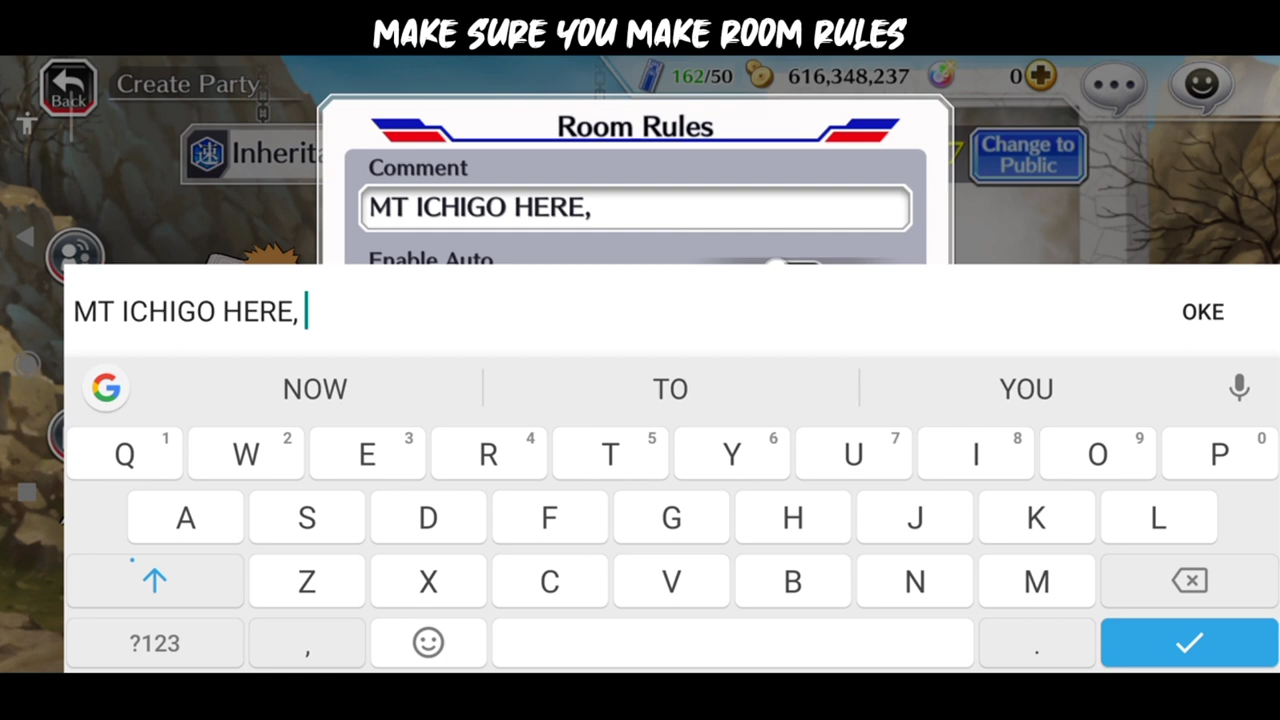 MAKE SURE YOU MAKE ROOM RULES
Back
Create Party
162/50
616,348,237
0
速
Room Rules
Change to
Public
Comment
MT ICHIGO HERE,
Enable Auto
MT ICHIGO HERE,
OKE
NOW TO YOU
Q 1 W 2 E 3 R 4 T 5 Y 6 U 7 I 8 O 9 P 0
A S D F G H J K L
Z X C V B N M
?123 , .